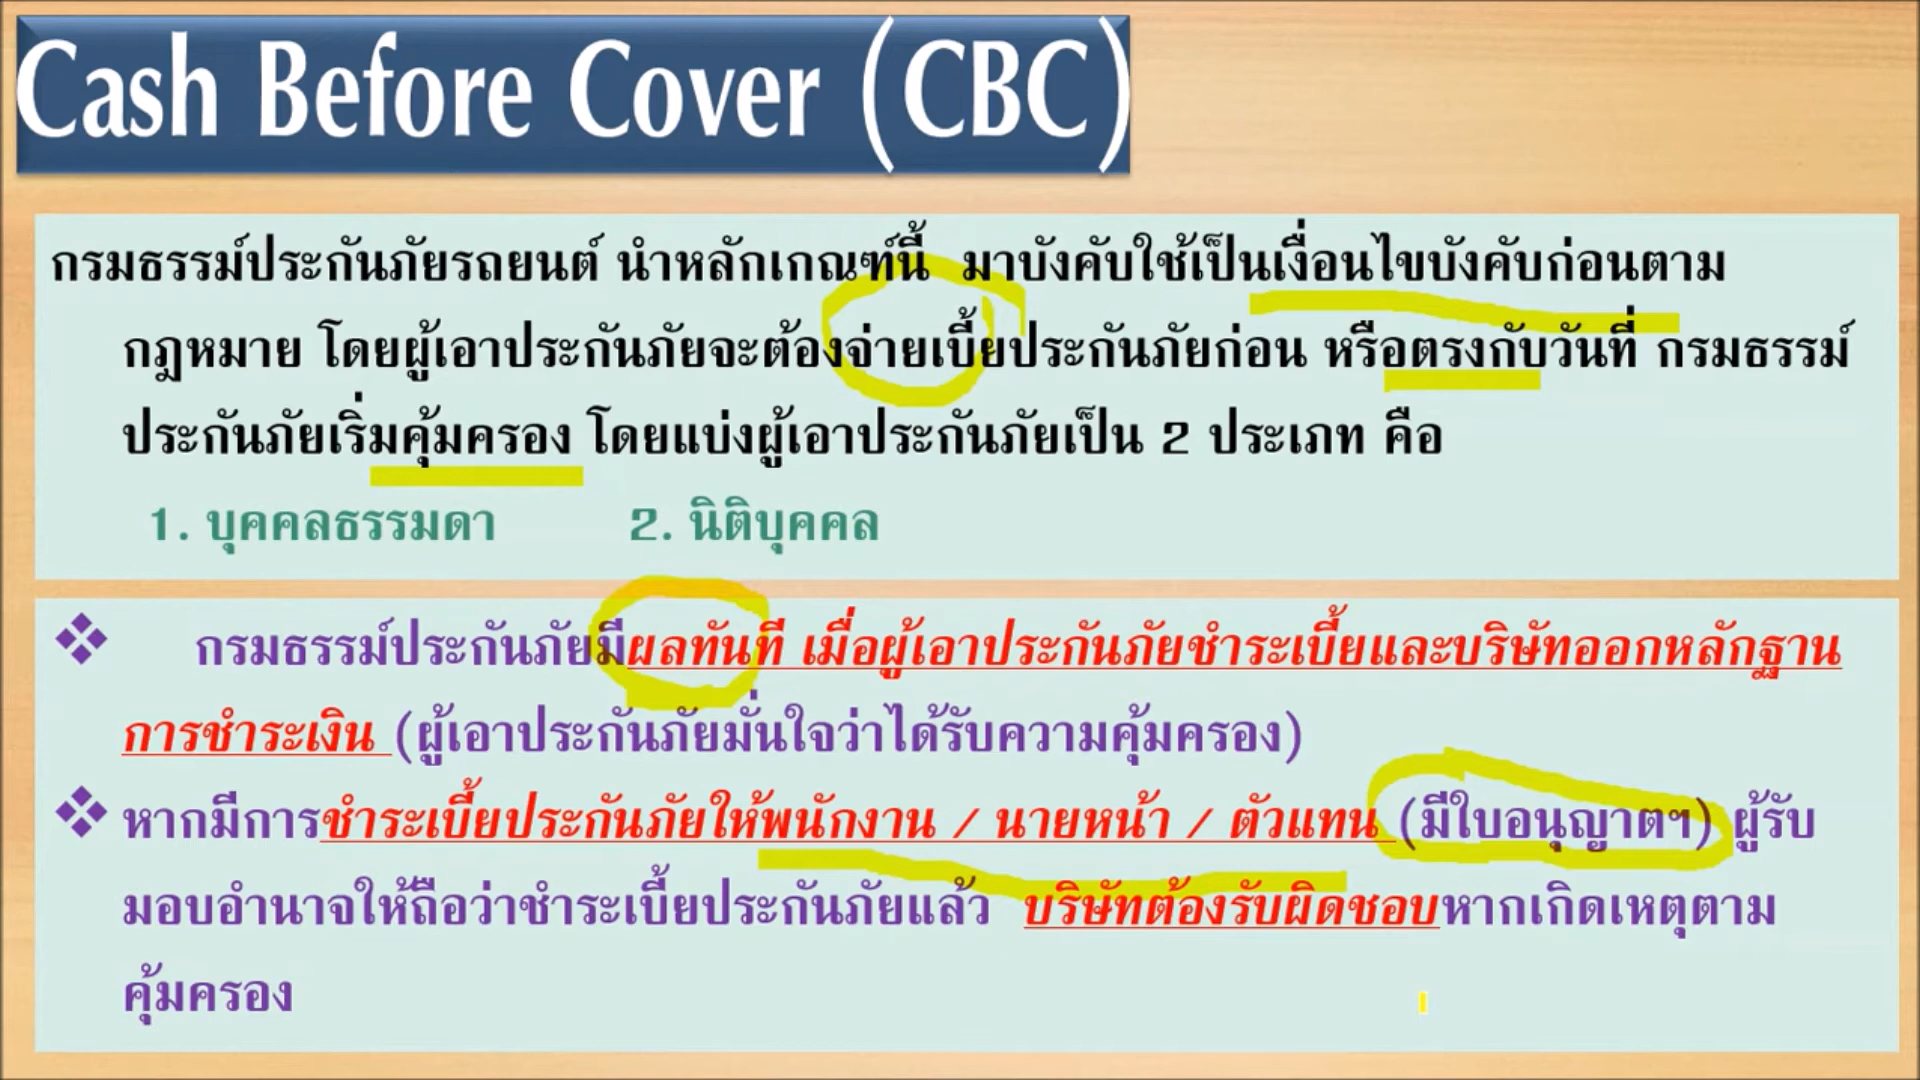 Cash Before Cover (CBC)
กรมธรรม์ประกันภัยรถยนต์ นำหลักเกณฑ์นี้ มาบังคับใช้เป็นเงื่อนไขบังคับก่อนตาม
กฎหมาย โดยผู้เอาประกันภัยจะต้องจ่ายเบี้ยประกันภัยก่อน หรือตรงกับวันที่ กรมธรรม์
ประกันภัยเริ่มคุ้มครอง โดยแบ่งผู้เอาประกันภัยเป็น 2 ประเภท คือ
1. บุคคลธรรมดา 2. นิติบุคคล
❖ กรมธรรม์ประกันภัยมีผลทันที เมื่อผู้เอาประกันภัยชำระเบี้ยและบริษัทออกหลักฐาน
การชำระเงิน (ผู้เอาประกันภัยมั่นใจว่าได้รับความคุ้มครอง)
❖ หากมีการชำระเบี้ยประกันภัยให้พนักงาน / นายหน้า / ตัวแทน (มีใบอนุญาตฯ) ผู้รับ
มอบอำนาจให้ถือว่าชำระเบี้ยประกันภัยแล้ว บริษัทต้องรับผิดชอบหากเกิดเหตุตาม
คุ้มครอง